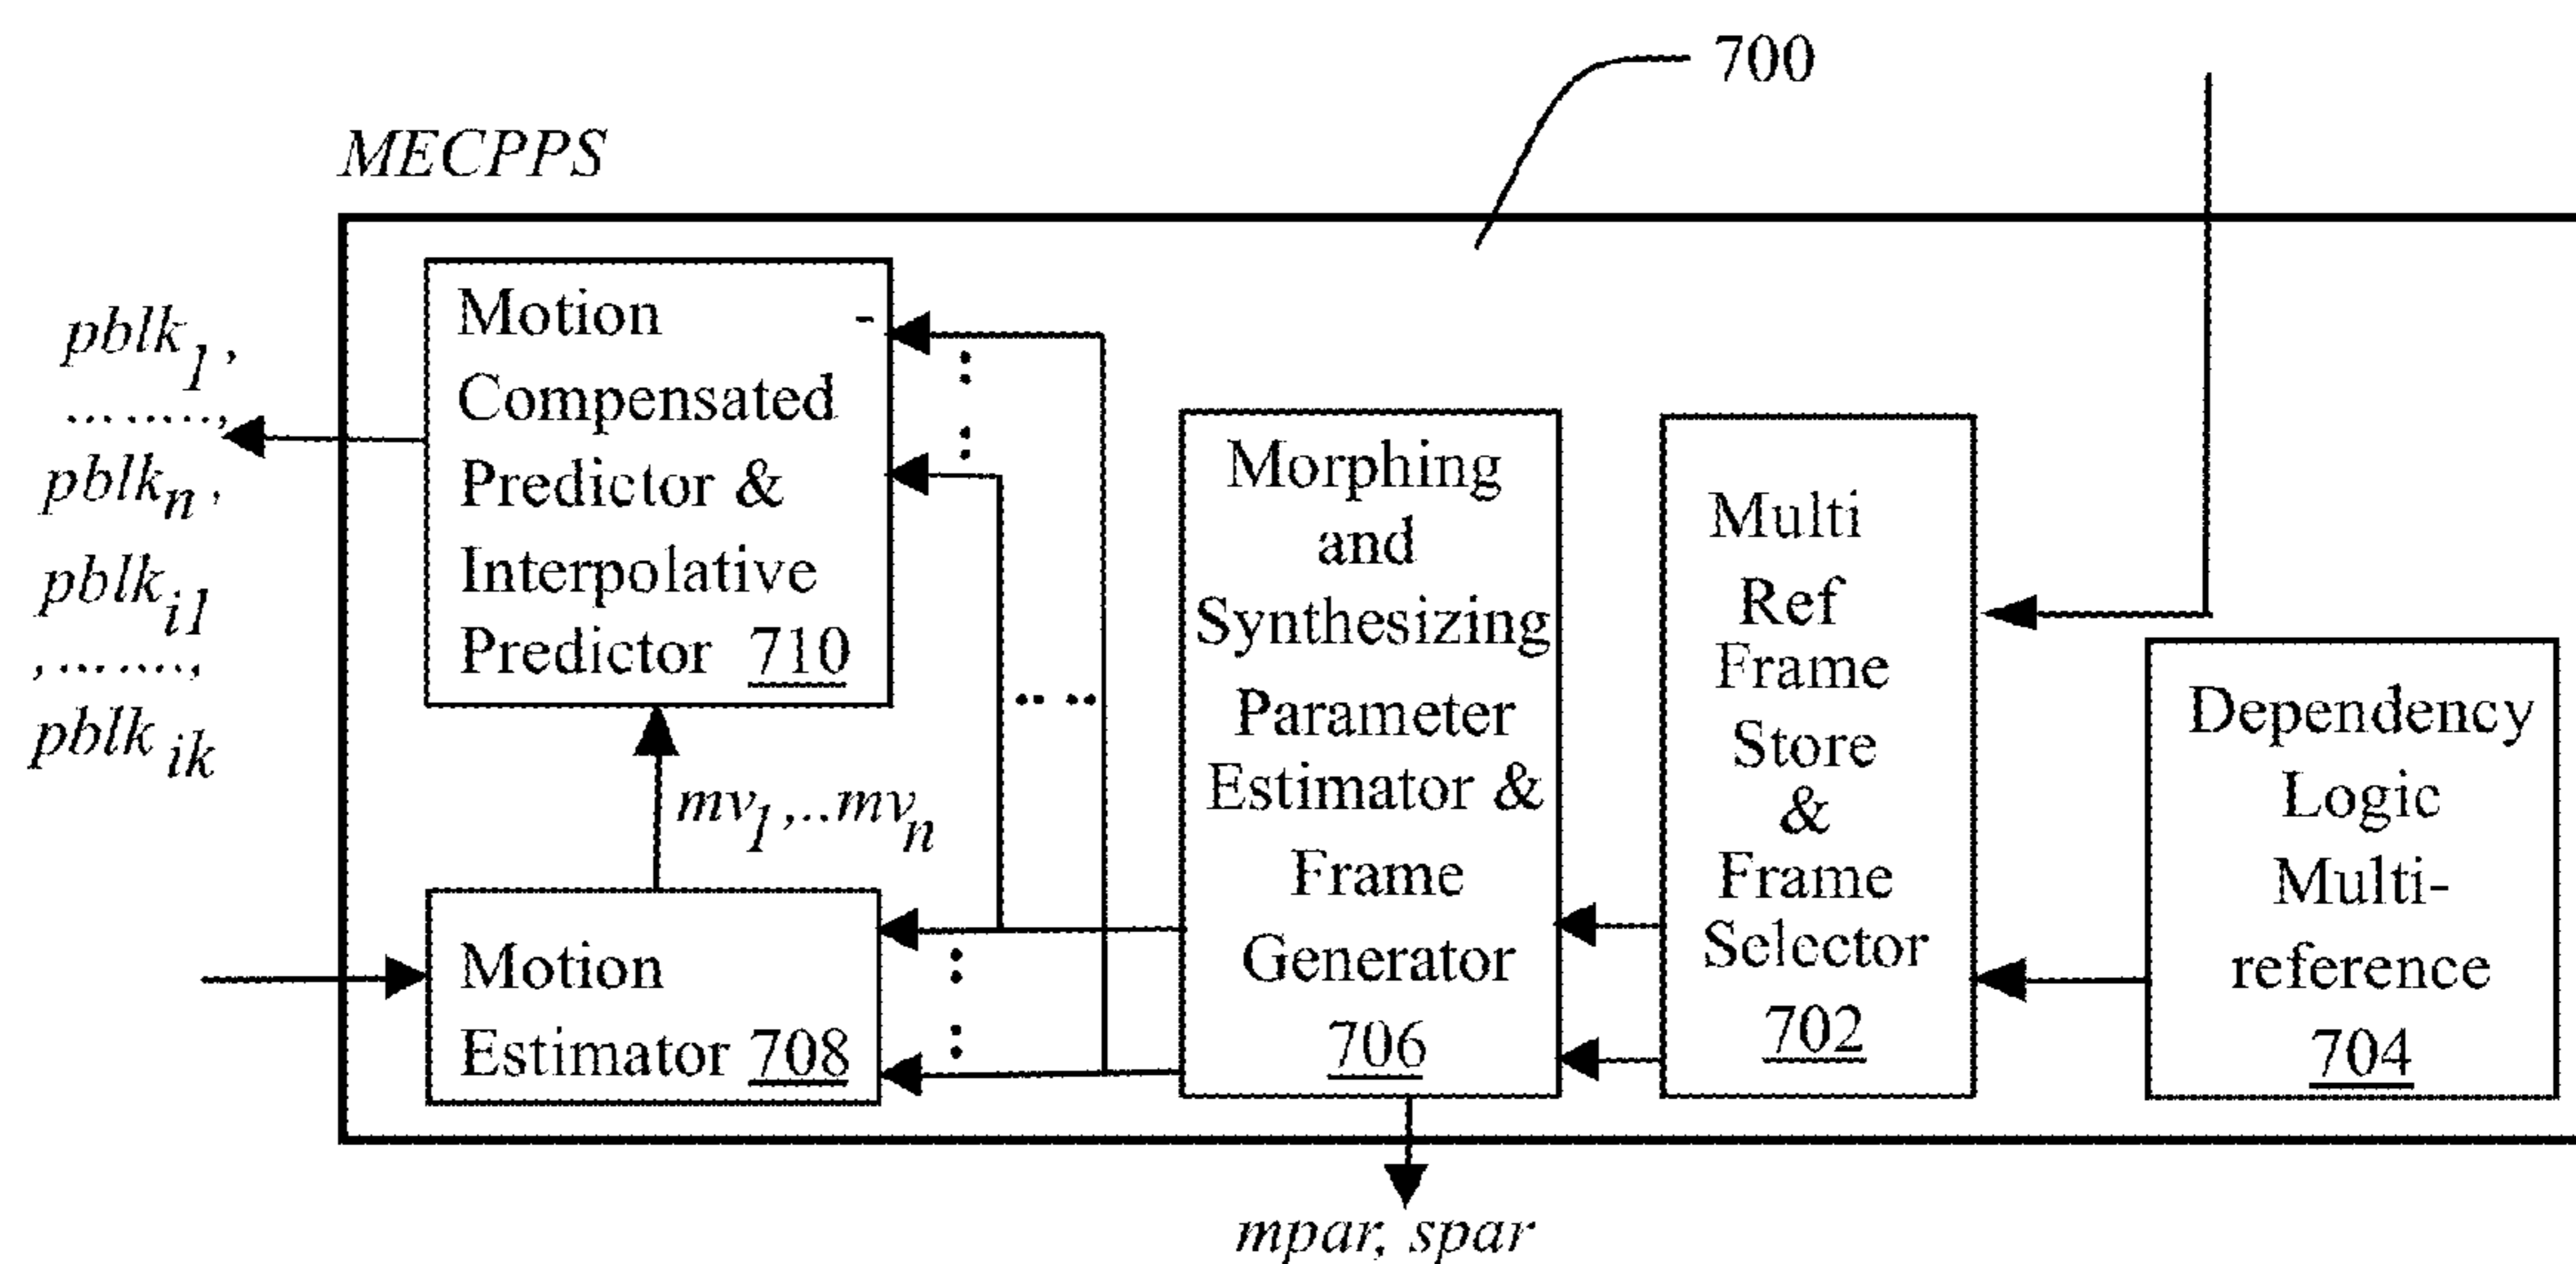 700
MECPPS
pblk1,
.........,
pblkn,
pblki1
,.......,
pblkik
Motion -
Compensated
Predictor &
Interpolative
Predictor 710
mv1,..mvn
Motion
Estimator 708
Morphing
and
Synthesizing
Parameter
Estimator &
Frame
Generator
706
mpar, spar
Multi
Ref
Frame
Store
&
Frame
Selector
702
Dependency
Logic
Multi-
reference
704